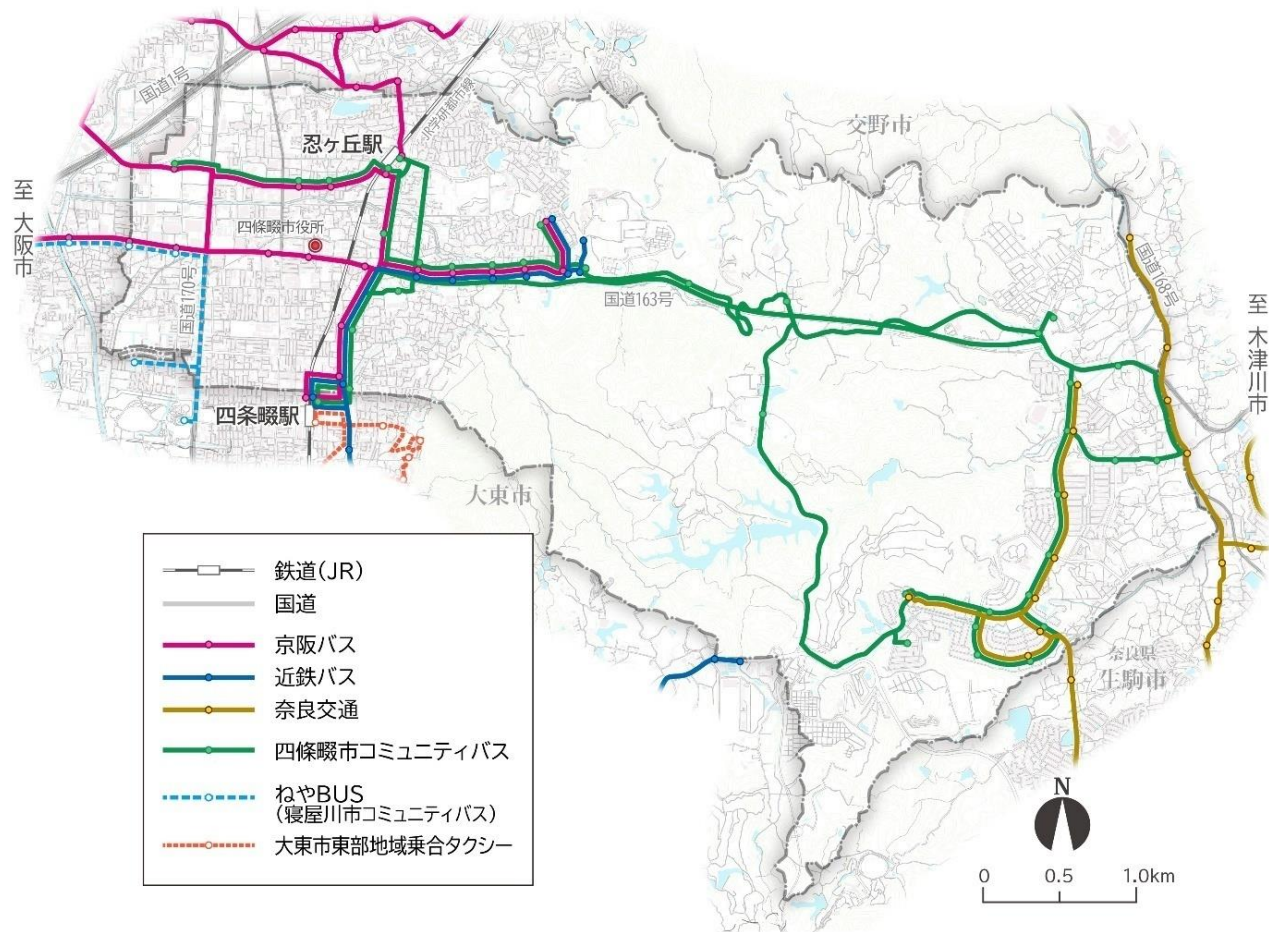 国道1号
JR学研都市線
交野市
忍ヶ丘駅
至 大阪市
四條畷市役所
国道168号
国道170号
国道163号
至 木津川市
四条畷駅
大東市
奈良県
生駒市
鉄道(JR)
国道
京阪バス
近鉄バス
奈良交通
四條畷市コミュニティバス
ねやBUS
(寝屋川市コミュニティバス)
大東市東部地域乗合タクシー
N
0 0.5 1.0km